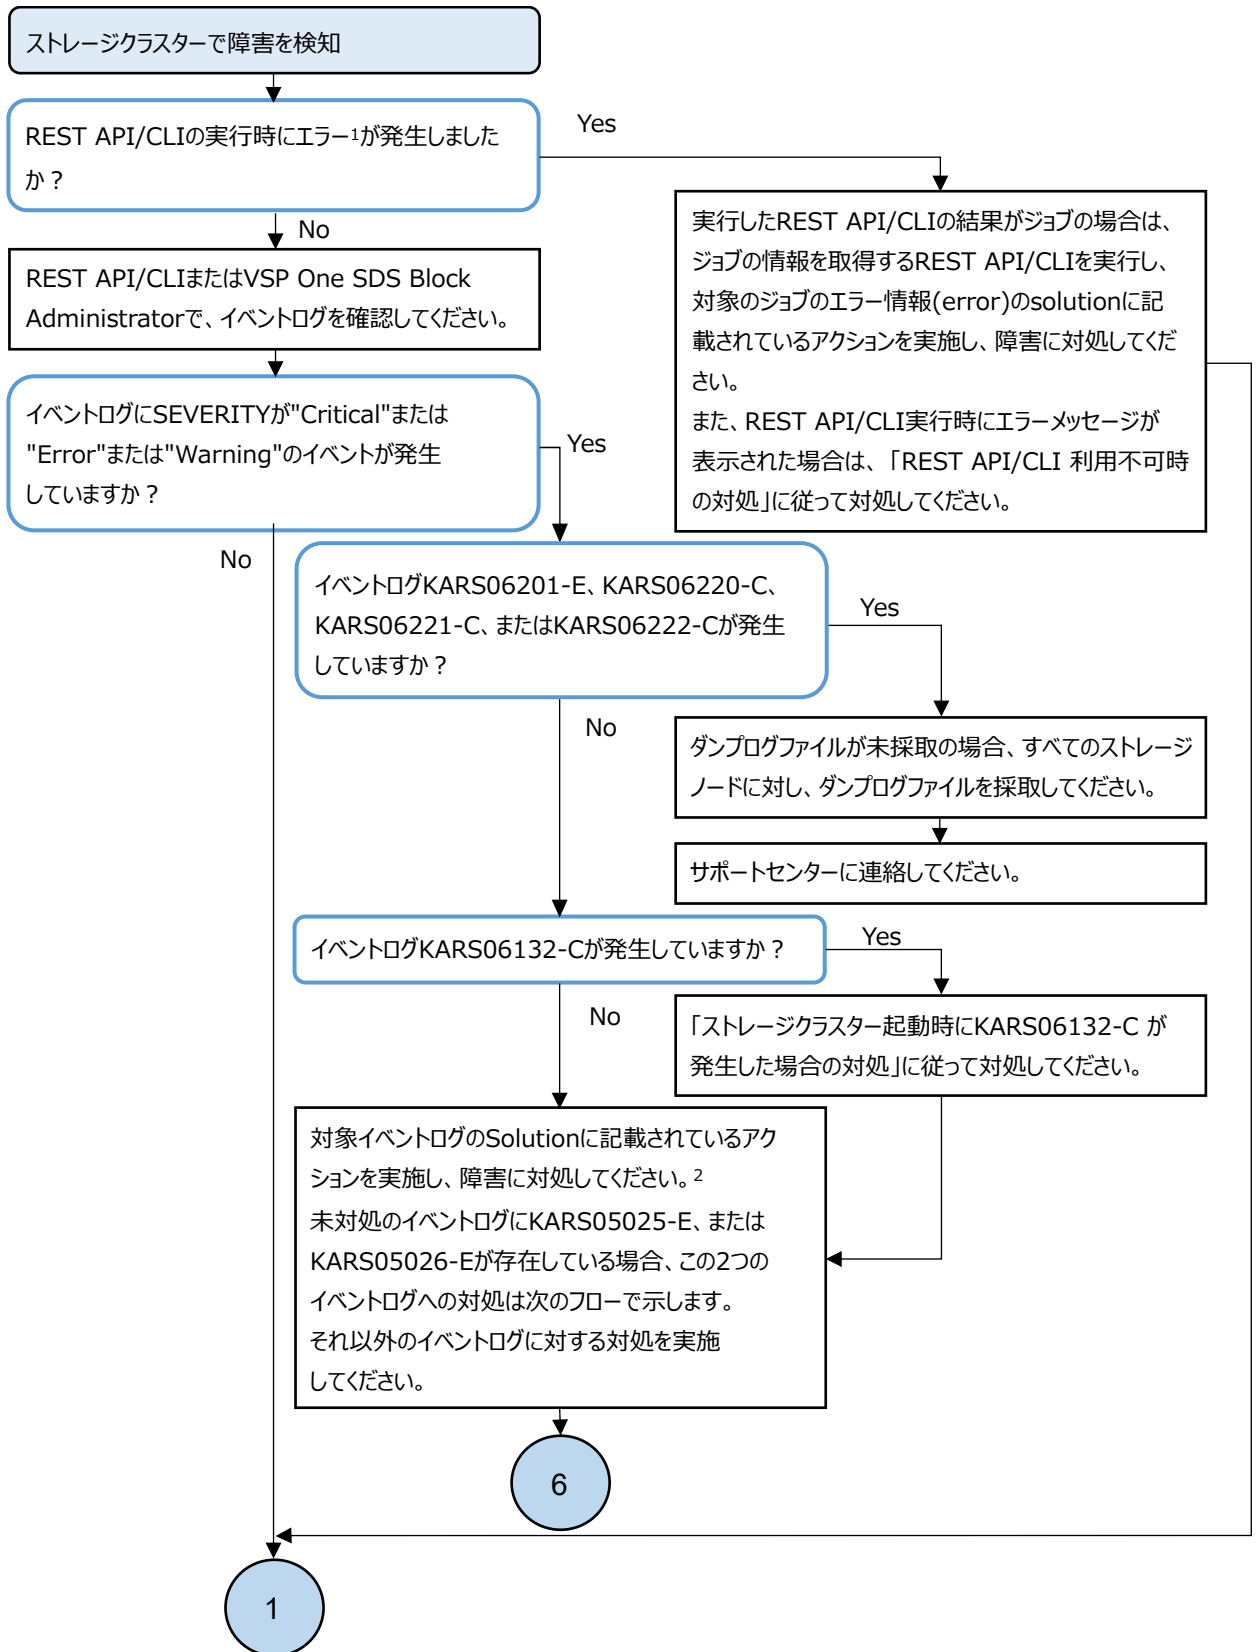 ストレージクラスターで障害を検知
REST API/CLIの実行時にエラー1が発生しました
か？
Yes
No
実行したREST API/CLIの結果がジョブの場合は、
ジョブの情報を取得するREST API/CLIを実行し、
対象のジョブのエラー情報(error)のsolutionに記
載されているアクションを実施し、障害に対処してくだ
さい。
また、REST API/CLI実行時にエラーメッセージが
表示された場合は、「REST API/CLI 利用不可時
の対処」に従って対処してください。
REST API/CLIまたはVSP One SDS Block
Administratorで、イベントログを確認してください。
イベントログにSEVERITYが"Critical"または
"Error"または"Warning"のイベントが発生
していますか？
Yes
No
イベントログKARS06201-E、KARS06220-C、
KARS06221-C、またはKARS06222-Cが発生
していますか？
Yes
No
ダンプログファイルが未採取の場合、すべてのストレージ
ノードに対し、ダンプログファイルを採取してください。
サポートセンターに連絡してください。
イベントログKARS06132-Cが発生していますか？
Yes
No
「ストレージクラスター起動時にKARS06132-C が
発生した場合の対処」に従って対処してください。
対象イベントログのSolutionに記載されているアク
ションを実施し、障害に対処してください。2
未対処のイベントログにKARS05025-E、または
KARS05026-Eが存在している場合、この2つの
イベントログへの対処は次のフローで示します。
それ以外のイベントログに対する対処を実施
してください。
6
1